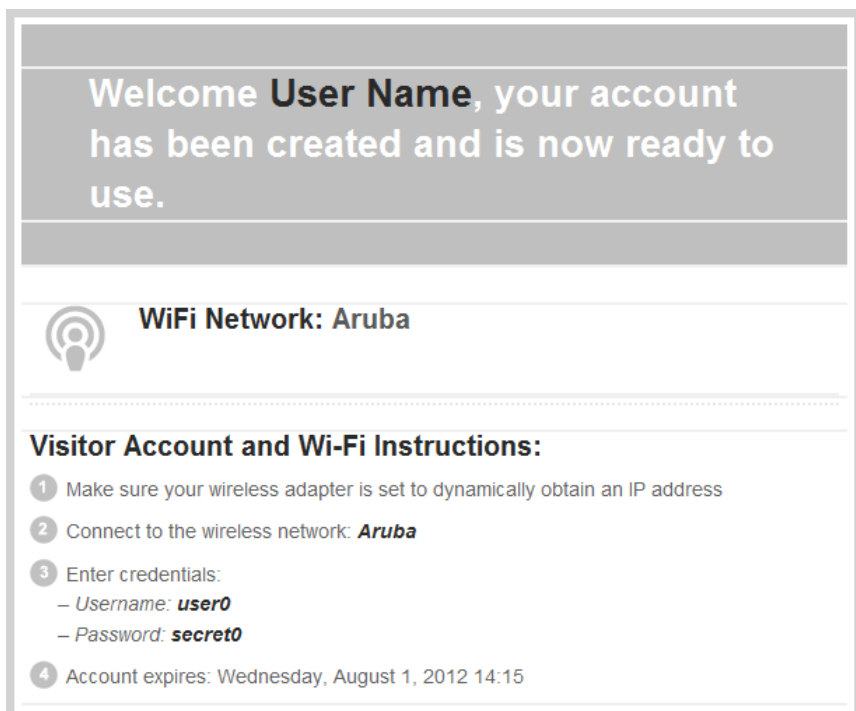 Welcome User Name, your account
has been created and is now ready to
use.
WiFi Network: Aruba
Visitor Account and Wi-Fi Instructions:
1 Make sure your wireless adapter is set to dynamically obtain an IP address
2 Connect to the wireless network: Aruba
3 Enter credentials:
– Username: user0
– Password: secret0
4 Account expires: Wednesday, August 1, 2012 14:15